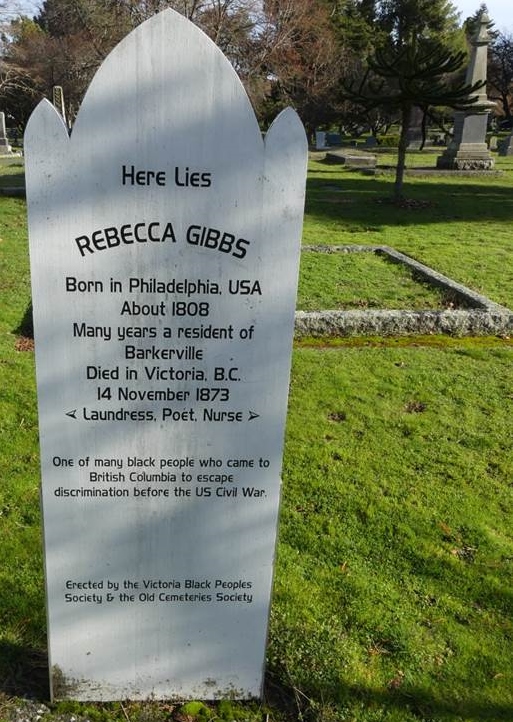 Here Lies
REBECCA GIBBS
Born in Philadelphia, USA
About 1808
Many years a resident of
Barkerville
Died in Victoria, B.C.
14 November 1873
< Laundress, Poet, Nurse >
One of many black people who came to
British Columbia to escape
discrimination before the US Civil War.
Erected by the Victoria Black Peoples
Society & the Old Cemeteries Society